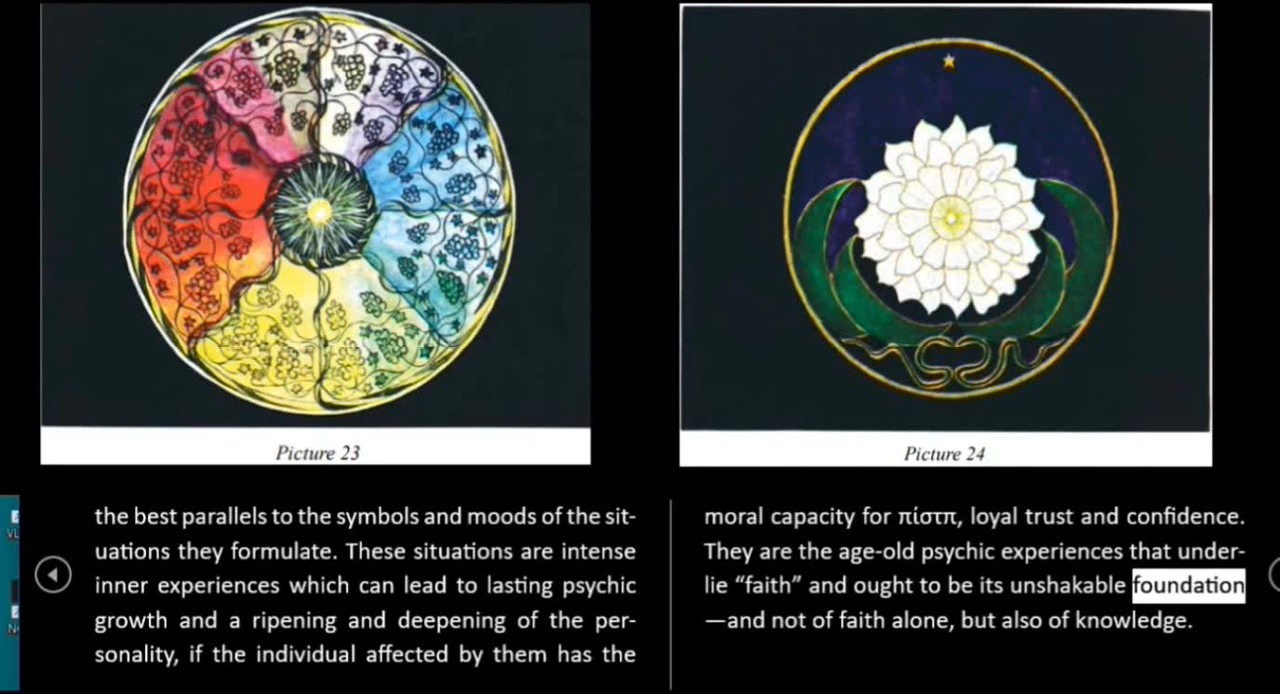 Picture 23
Picture 24
the best parallels to the symbols and moods of the sit-
uations they formulate. These situations are intense
inner experiences which can lead to lasting psychic
growth and a ripening and deepening of the per-
sonality, if the individual affected by them has the
moral capacity for πίστπ, loyal trust and confidence.
They are the age-old psychic experiences that under-
lie “faith” and ought to be its unshakable foundation
—and not of faith alone, but also of knowledge.